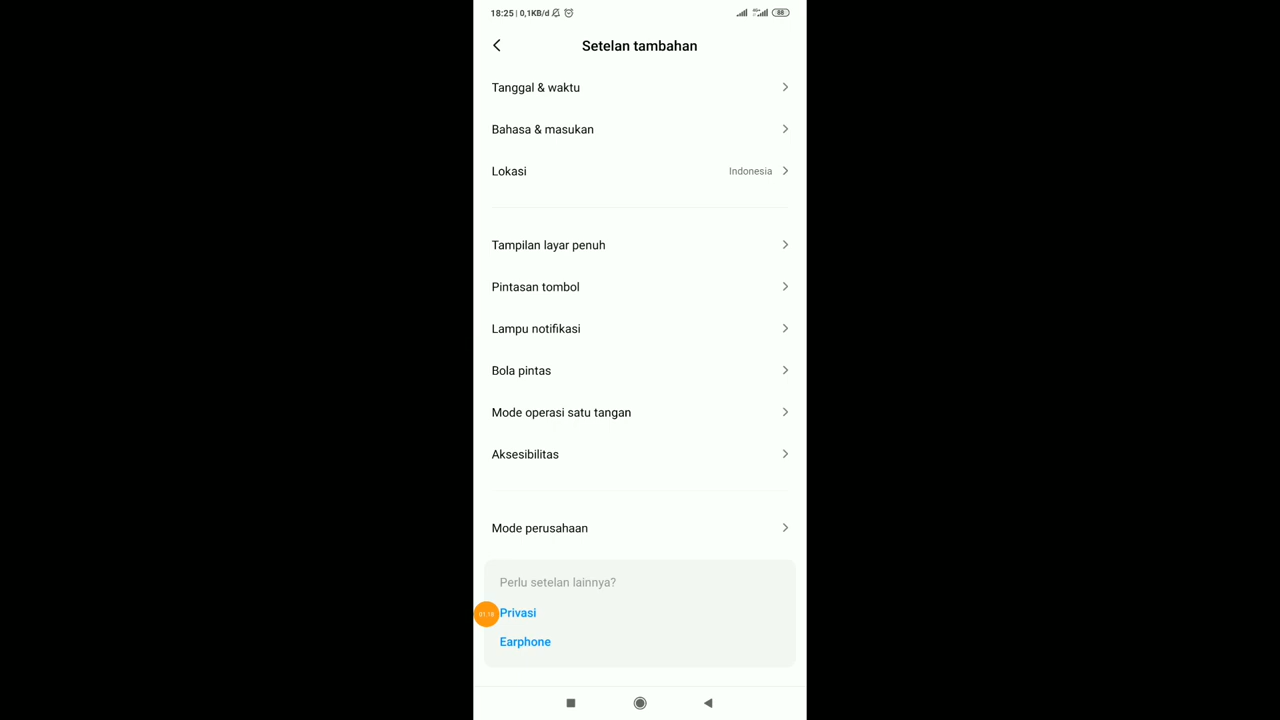 18:25 | 0,1KB/d
88
Setelan tambahan
Tanggal & waktu
Bahasa & masukan
Lokasi Indonesia
Tampilan layar penuh
Pintasan tombol
Lampu notifikasi
Bola pintas
Mode operasi satu tangan
Aksesibilitas
Mode perusahaan
Perlu setelan lainnya?
Privasi
Earphone